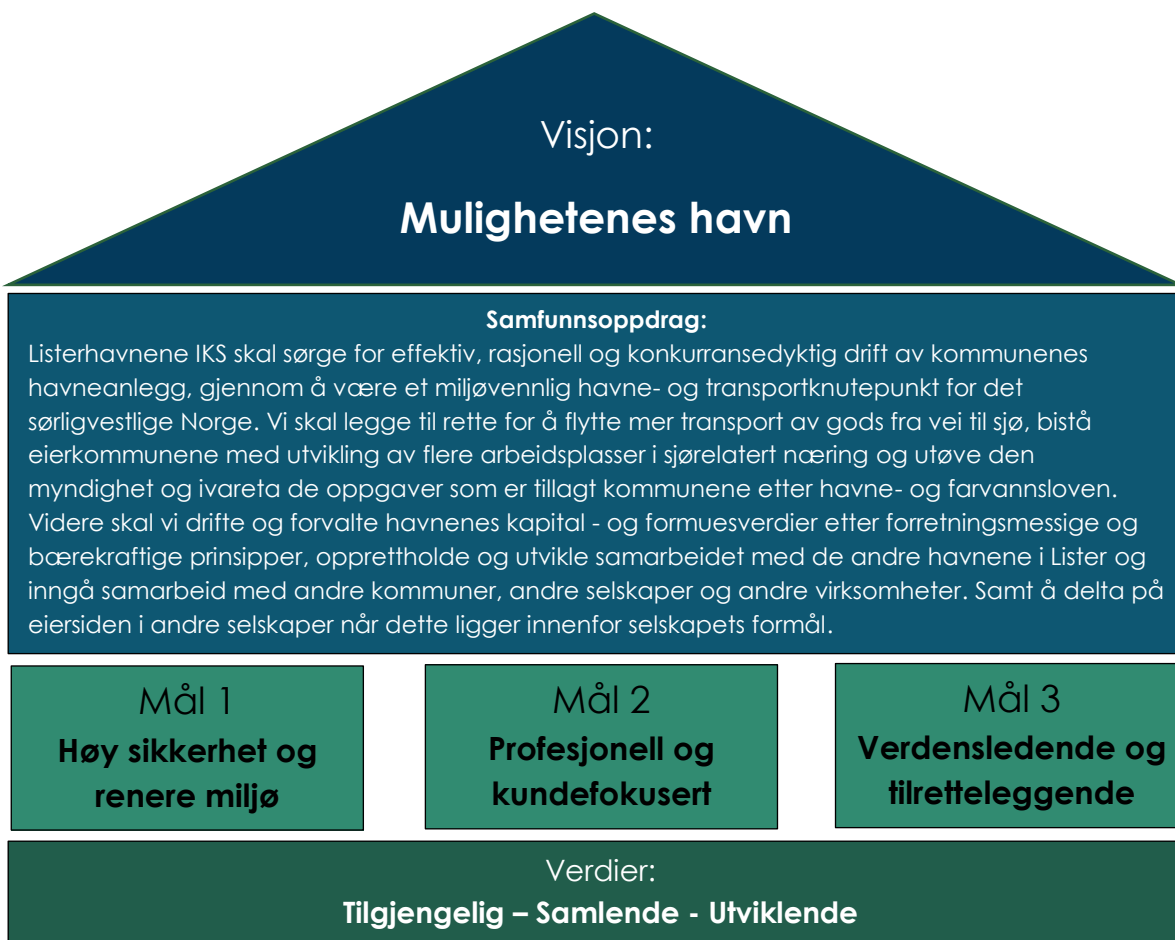 Visjon:
Mulighetenes havn
Samfunnsoppdrag:
Listerhavnene IKS skal sørge for effektiv, rasjonell og konkurransedyktig drift av kommunenes
havneanlegg, gjennom å være et miljøvennlig havne- og transportknutepunkt for det
sørligvestlige Norge. Vi skal legge til rette for å flytte mer transport av gods fra vei til sjø, bistå
eierkommunene med utvikling av flere arbeidsplasser i sjørelatert næring og utøve den
myndighet og ivareta de oppgaver som er tillagt kommunene etter havne- og farvannsloven.
Videre skal vi drifte og forvalte havnenes kapital - og formuesverdier etter forretningsmessige og
bærekraftige prinsipper, opprettholde og utvikle samarbeidet med de andre havnene i Lister og
inngå samarbeid med andre kommuner, andre selskaper og andre virksomheter. Samt å delta på
eiersiden i andre selskaper når dette ligger innenfor selskapets formål.
Mål 1
Høy sikkerhet og
renere miljø
Mål 2
Profesjonell og
kundefokusert
Mål 3
Verdensledende og
tilretteleggende
Verdier:
Tilgjengelig – Samlende - Utviklende